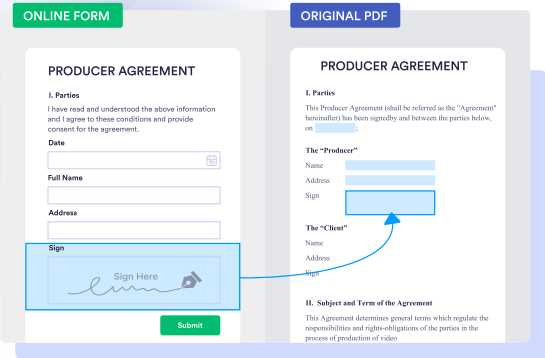 ONLINE FORM
PRODUCER AGREEMENT
I. Parties
I have read and understood the above information
and I agree to these conditions and provide
consent for the agreement.
Date
Full Name
Address
Sign
Sign Here
Submit
ORIGINAL PDF
PRODUCER AGREEMENT
I. Parties
This Producer Agreement (shall be referred as the "Agreement"
hereinafter) has been signedby and between the parties below,
on ;
The “Producer”
Name
Address
Sign
The “Client”
Name
Address
Sign
II. Subject and Term of the Agreement
This Agreement determines general terms which regulate the
responsibilities and rights-obligations of the parties in the
process of production of video